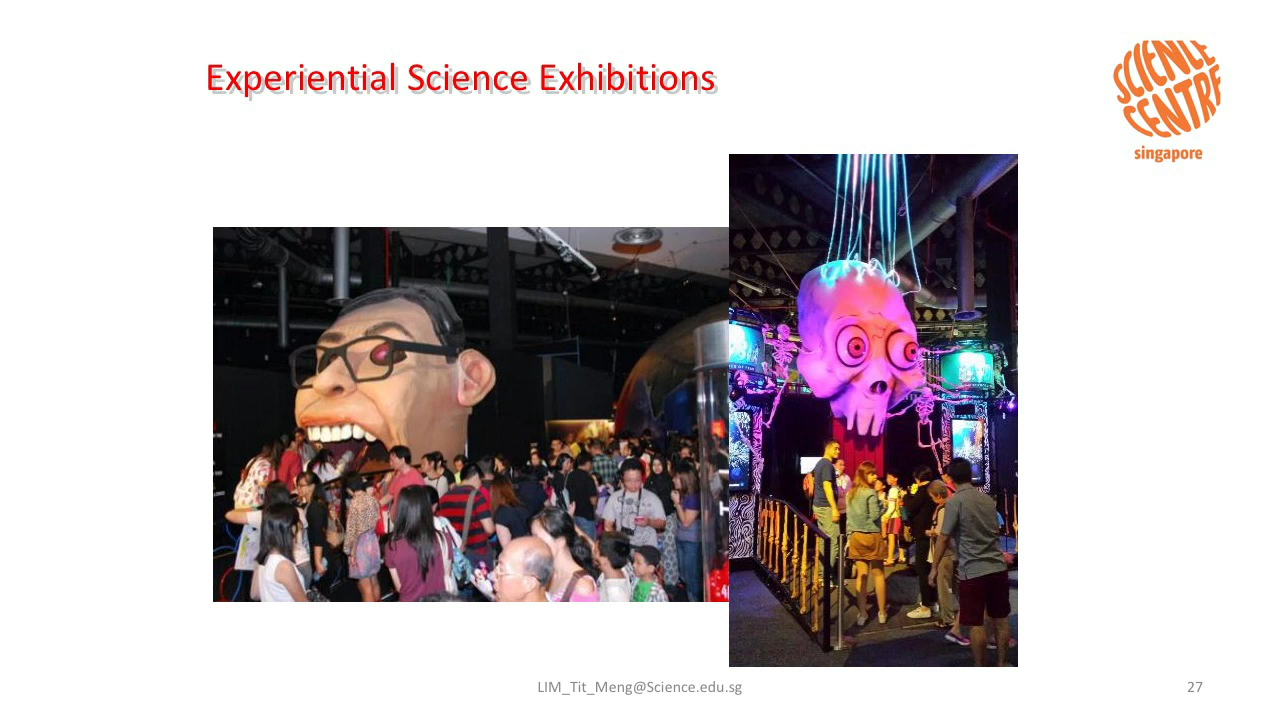 Experiential Science Exhibitions
SCIENCE
CENTRE
singapore
LIM_Tit_Meng@Science.edu.sg
27